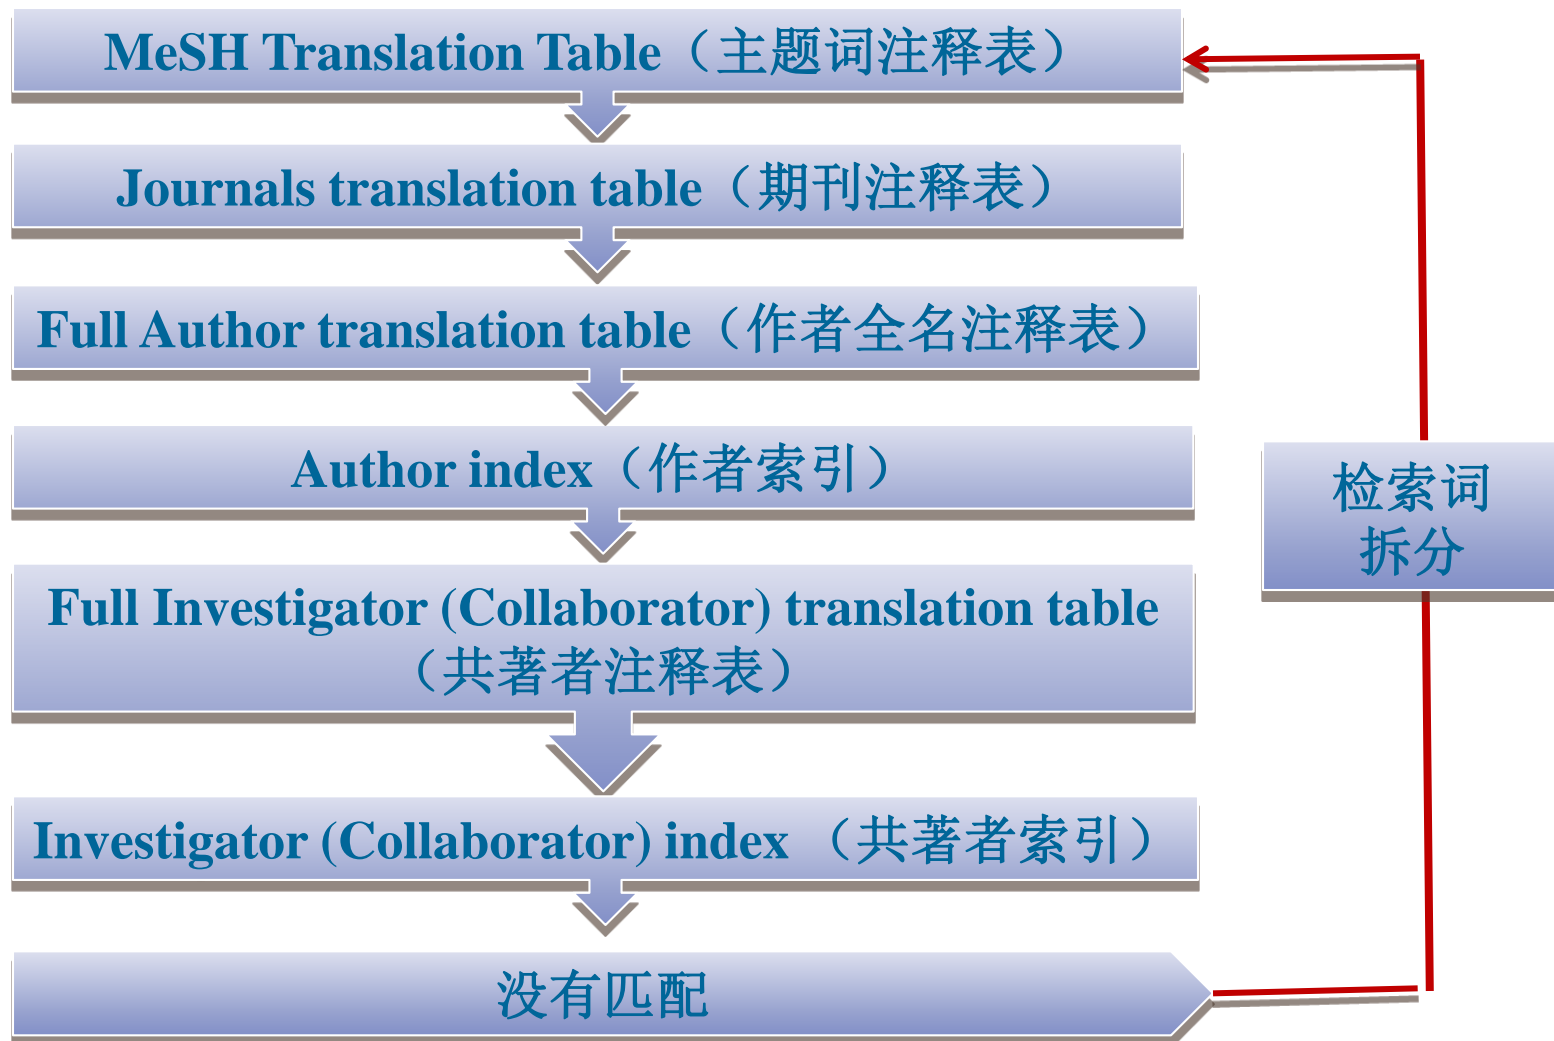 MeSH Translation Table（主题词注释表）
Journals translation table（期刊注释表）
Full Author translation table（作者全名注释表）
Author index（作者索引）
Full Investigator (Collaborator) translation table
（共著者注释表）
Investigator (Collaborator) index （共著者索引）
没有匹配
检索词
拆分